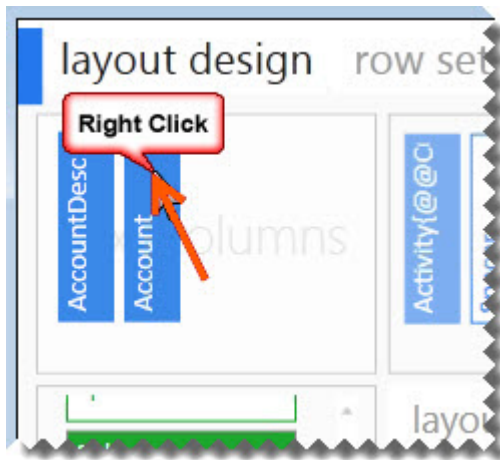 layout design row set
Right Click
AccountDesc
Account
columns
Activity{@@C
layou